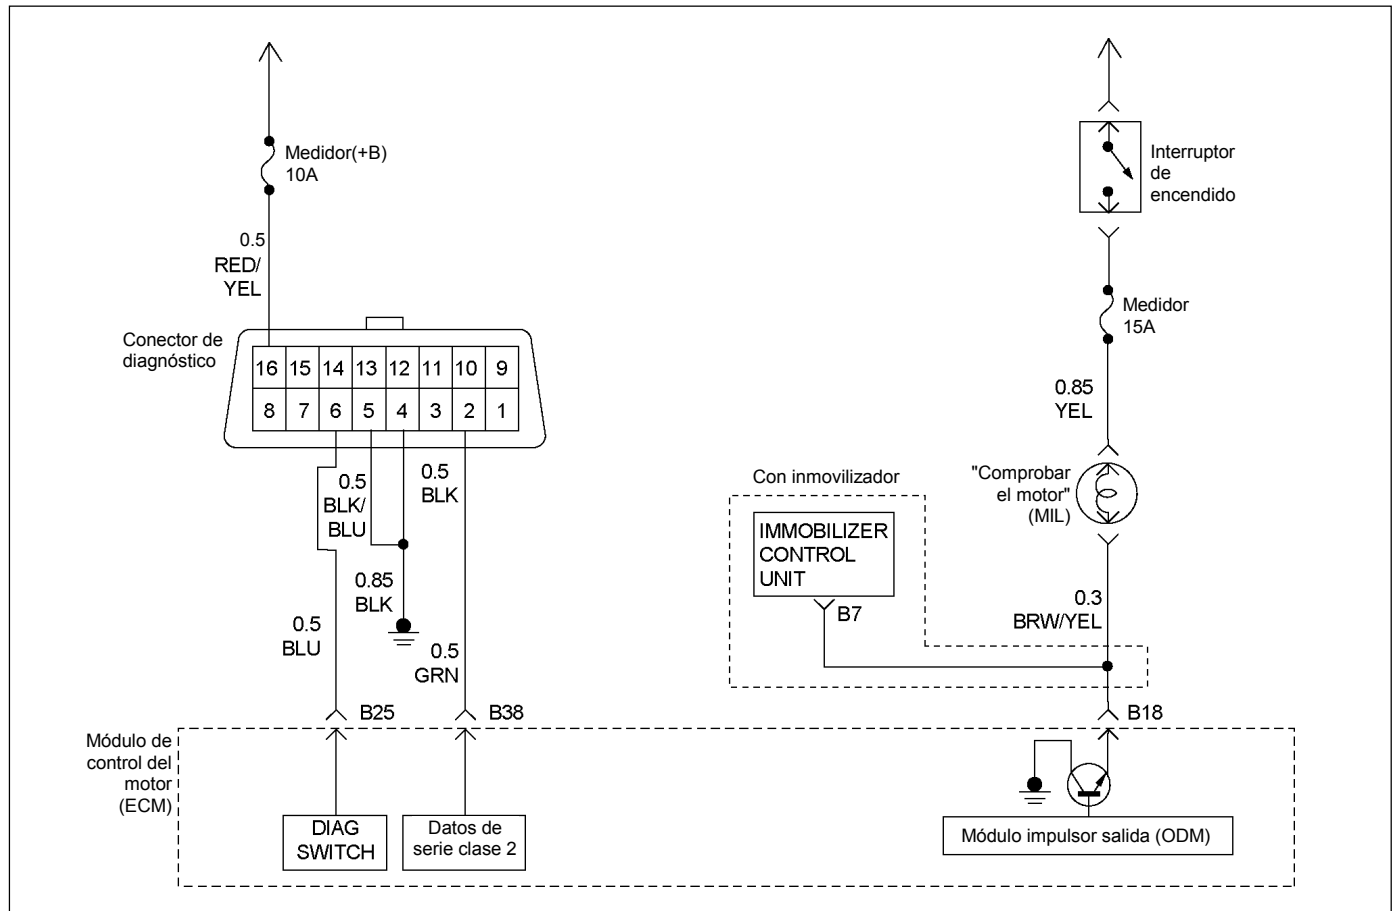 Medidor(+B)
10A
0.5
RED/
YEL
Conector de
diagnóstico
16 15 14 13 12 11 10 9
8 7 6 5 4 3 2 1
0.5
BLK/
BLU
0.5
BLK
0.85
BLK
0.5
BLU
0.5
GRN
B25
B38
Interruptor
de
encendido
Medidor
15A
0.85
YEL
"Comprobar
el motor"
(MIL)
Con inmovilizador
IMMOBILIZER
CONTROL
UNIT
B7
0.3
BRW/YEL
B18
Módulo de
control del
motor
(ECM)
DIAG
SWITCH
Datos de
serie clase 2
Módulo impulsor salida (ODM)